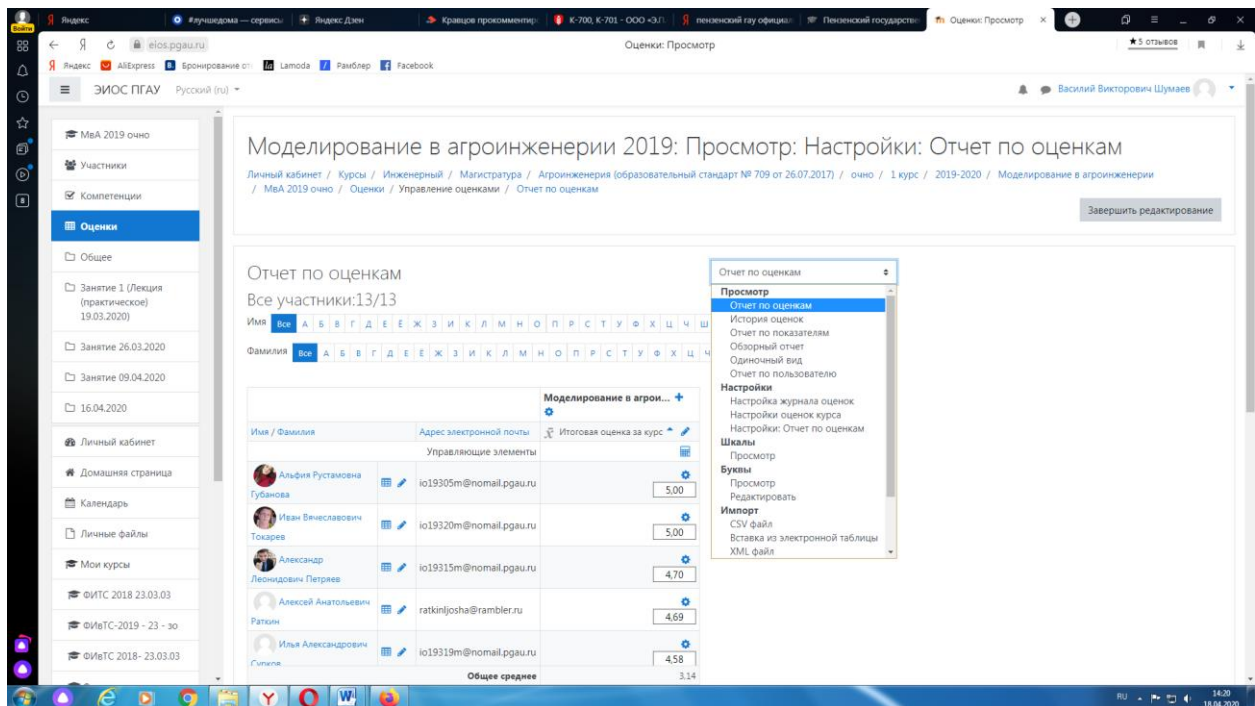 Войти
Яндекс
#лучшедома — сервисы
Яндекс Дзен
Кравцов прокомментир
К-700, К-701 - ООО «ЭЛ
пензенский гау официал
Пензенский государстве
Оценки: Просмотр
eios.pgau.ru
Оценки: Просмотр
★ 5 отзывов
Яндекс AliExpress Бронирование от Lamoda Рамблер Facebook
ЭИОС ПГАУ Русский (ru)
Василий Викторович Шумаев
МвА 2019 очно
Участники
Компетенции
Оценки
Общее
Занятие 1 (Лекция
(практическое)
19.03.2020)
Занятие 26.03.2020
Занятие 09.04.2020
16.04.2020
Личный кабинет
Домашняя страница
Календарь
Личные файлы
Мои курсы
ФИТС 2018 23.03.03
ФИвТС-2019 - 23 - зо
ФИвТС 2018- 23.03.03
Моделирование в агроинженерии 2019: Просмотр: Настройки: Отчет по оценкам
Личный кабинет / Курсы / Инженерный / Магистратура / Агроинженерия (образовательный стандарт № 709 от 26.07.2017) / очно / 1 курс / 2019-2020 / Моделирование в агроинженерии
/ МвА 2019 очно / Оценки / Управление оценками / Отчет по оценкам
Завершить редактирование
Отчет по оценкам
Все участники:13/13
Имя Все А Б В Г Д Е Ё Ж З И К Л М Н О П Р С Т У Ф Х Ц Ч Ш
Фамилия Все А Б В Г Д Е Ё Ж З И К Л М Н О П Р С Т У Ф Х Ц Ч
Моделирование в агрои...
Имя / Фамилия Адрес электронной почты x̄ Итоговая оценка за курс
Управляющие элементы
Альфия Рустамовна
Губанова io19305m@nomail.pgau.ru 5,00
Иван Вячеславович
Токарев io19320m@nomail.pgau.ru 5,00
Александр
Леонидович Петряев io19315m@nomail.pgau.ru 4,70
Алексей Анатольевич
Раткин ratkinljosha@rambler.ru 4,69
Илья Александрович
io19319m@nomail.pgau.ru 4,58
Общее среднее 3,14
Отчет по оценкам
Просмотр
Отчет по оценкам
История оценок
Отчет по показателям
Обзорный отчет
Одиночный вид
Отчет по пользователю
Настройки
Настройка журнала оценок
Настройки оценок курса
Настройки: Отчет по оценкам
Шкалы
Просмотр
Буквы
Просмотр
Редактировать
Импорт
CSV файл
Вставка из электронной таблицы
XML файл
RU
14:20
18.04.2020